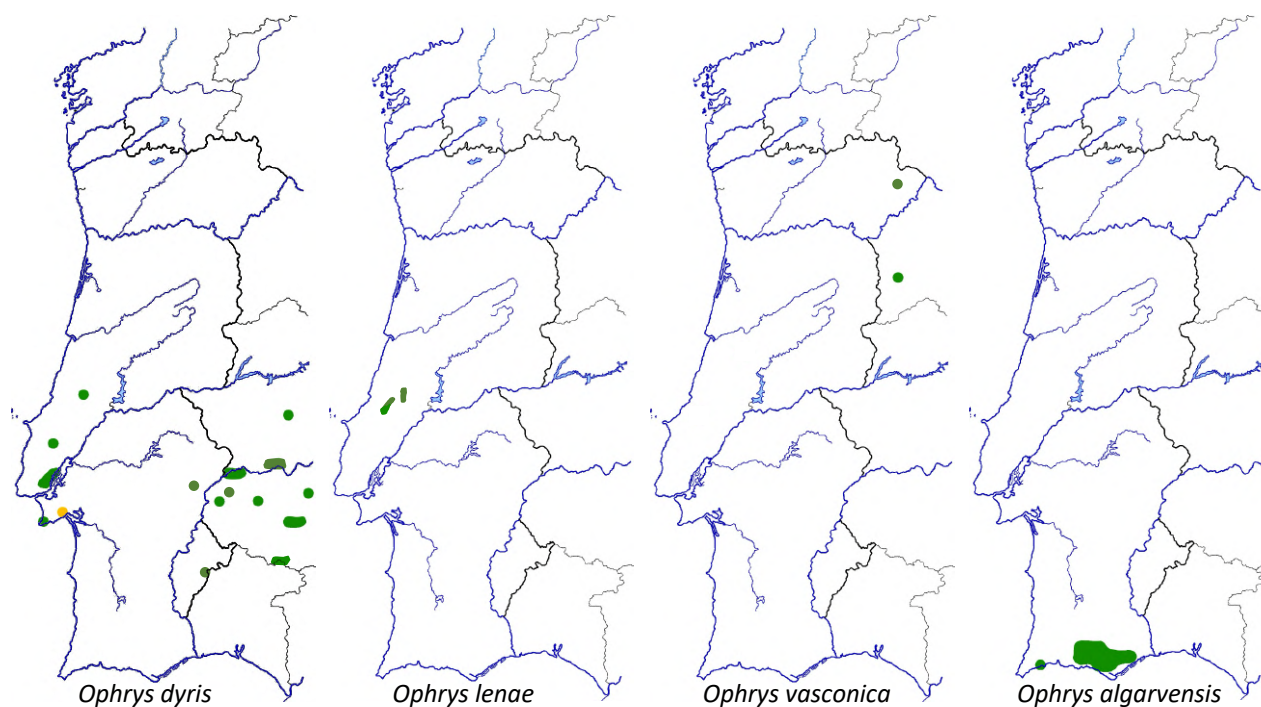 Ophrys dyris
Ophrys lenae
Ophrys vasconica
Ophrys algarvensis